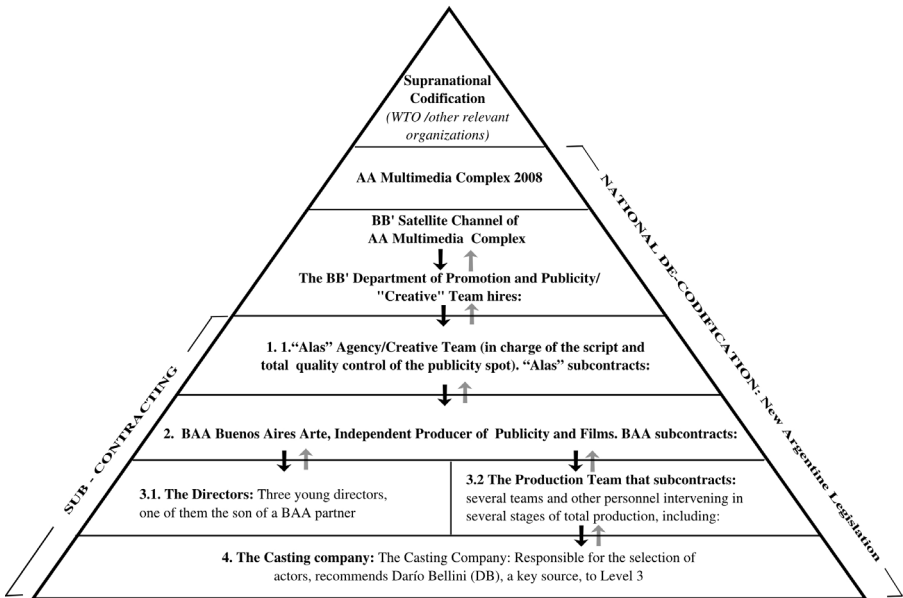 Supranational
Codification
(WTO /other relevant
organizations)
AA Multimedia Complex 2008
BB' Satellite Channel of
AA Multimedia Complex
The BB' Department of Promotion and Publicity/
"Creative" Team hires:
1. 1.“Alas” Agency/Creative Team (in charge of the script and
total quality control of the publicity spot). “Alas” subcontracts:
2. BAA Buenos Aires Arte, Independent Producer of Publicity and Films. BAA subcontracts:
3.1. The Directors: Three young directors,
one of them the son of a BAA partner
3.2 The Production Team that subcontracts:
several teams and other personnel intervening in
several stages of total production, including:
4. The Casting company: The Casting Company: Responsible for the selection of
actors, recommends Darío Bellini (DB), a key source, to Level 3
SUB - CONTRACTING
NATIONAL DE-CODIFICATION: New Argentine Legislation